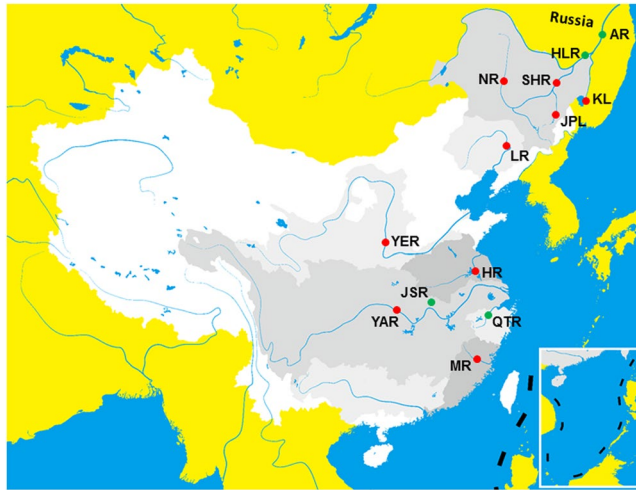 Russia
AR
HLR
NR
SHR
KL
JPL
LR
YER
HR
JSR
YAR
QTR
MR